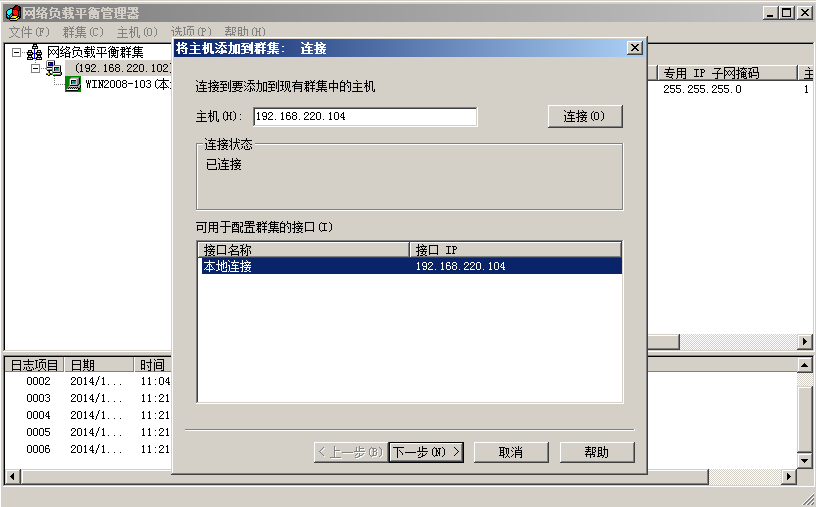 网络负载平衡管理器
文件(F) 群集(C) 主机(O) 选项(P) 帮助(H)
网络负载平衡群集
(192.168.220.102)
WIN2008-103(本
将主机添加到群集: 连接
连接到要添加到现有群集中的主机
主机(H): 192.168.220.104 连接(O)
连接状态
已连接
可用于配置群集的接口(I)
接口名称 接口 IP
本地连接 192.168.220.104
<上一步(B) 下一步(N) > 取消 帮助
专用 IP 子网掩码 主
255.255.255.0 1
日志项目 日期 时间
0002 2014/1... 11:04
0003 2014/1... 11:21
0004 2014/1... 11:21
0005 2014/1... 11:21
0006 2014/1... 11:21